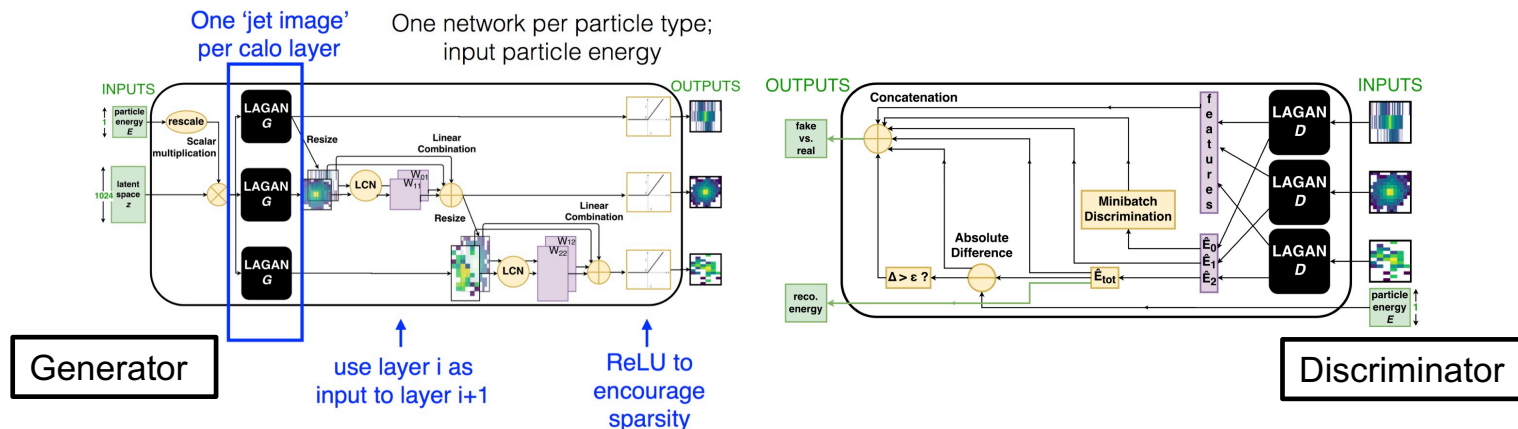 One ‘jet image’
per calo layer
One network per particle type;
input particle energy
INPUTS
particle
energy
E
1
rescale
Scalar
multiplication
1024
latent
space
z
LAGAN
G
LAGAN
G
LAGAN
G
Resize
LCN
W01
W11
Linear
Combination
Resize
LCN
W12
W22
Linear
Combination
OUTPUTS
Generator
use layer i as
input to layer i+1
ReLU to
encourage
sparsity
OUTPUTS
fake
vs.
real
reco.
energy
Concatenation
Δ > ε ?
Absolute
Difference
Êtot
Minibatch
Discrimination
f
e
a
t
u
r
e
s
Ê0
Ê1
Ê2
LAGAN
D
LAGAN
D
LAGAN
D
INPUTS
particle
energy
E
1
Discriminator